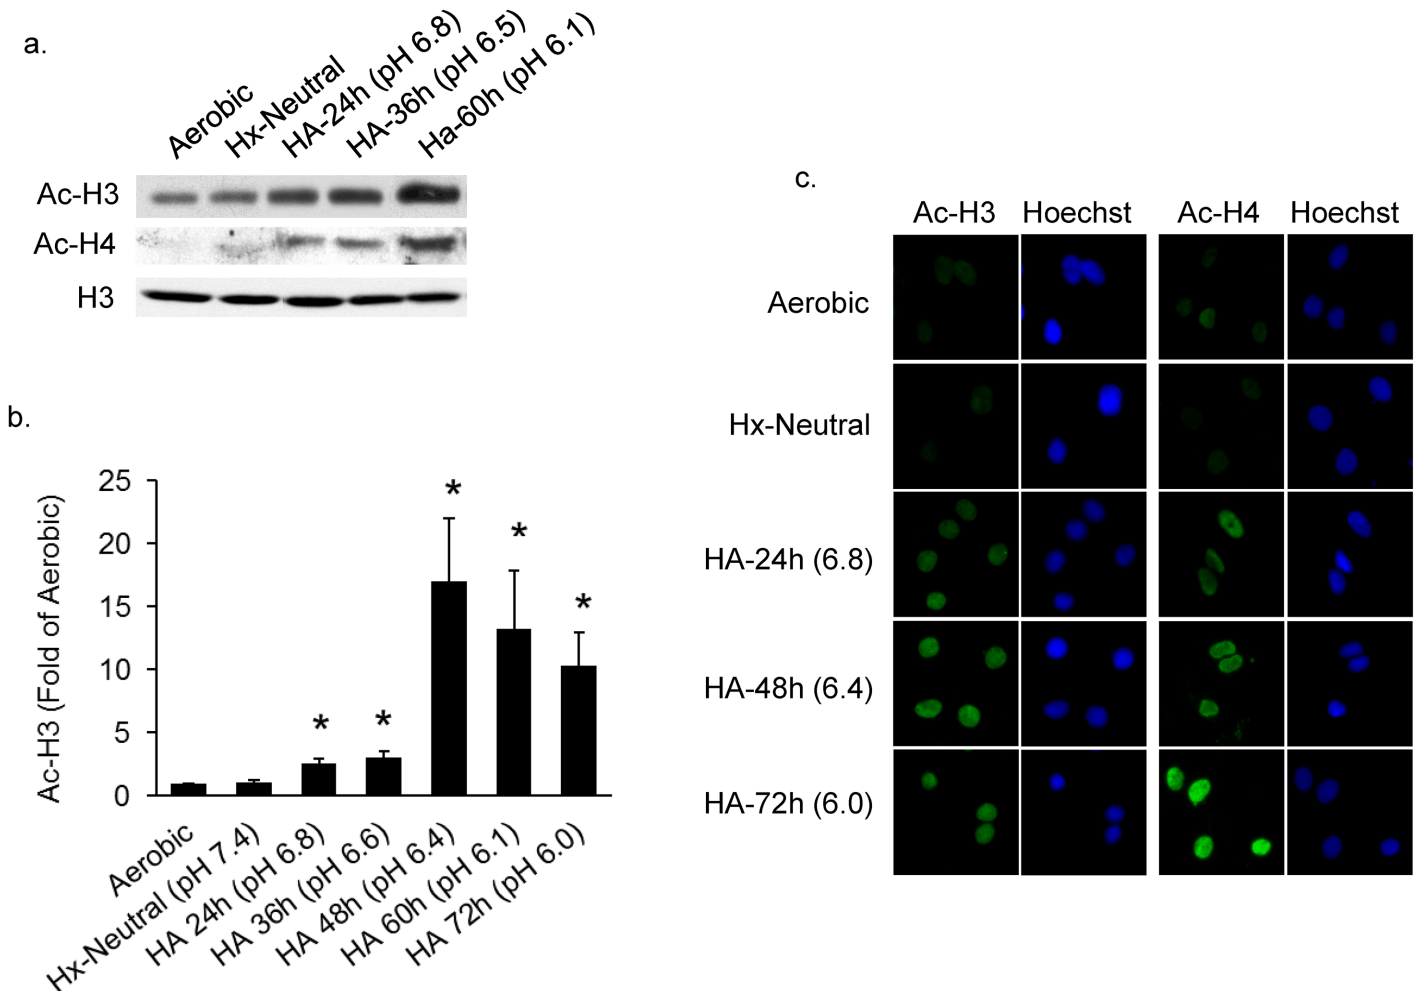 a.
Aerobic
Hx-Neutral
HA-24h (pH 6.8)
HA-36h (pH 6.5)
Ha-60h (pH 6.1)
Ac-H3
Ac-H4
H3
b.
Ac-H3 (Fold of Aerobic)
25
20
15
10
5
0
* * * * *
Aerobic
Hx-Neutral (pH 7.4)
HA 24h (pH 6.8)
HA 36h (pH 6.6)
HA 48h (pH 6.4)
HA 60h (pH 6.1)
HA 72h (pH 6.0)
c.
Ac-H3 Hoechst Ac-H4 Hoechst
Aerobic
Hx-Neutral
HA-24h (6.8)
HA-48h (6.4)
HA-72h (6.0)